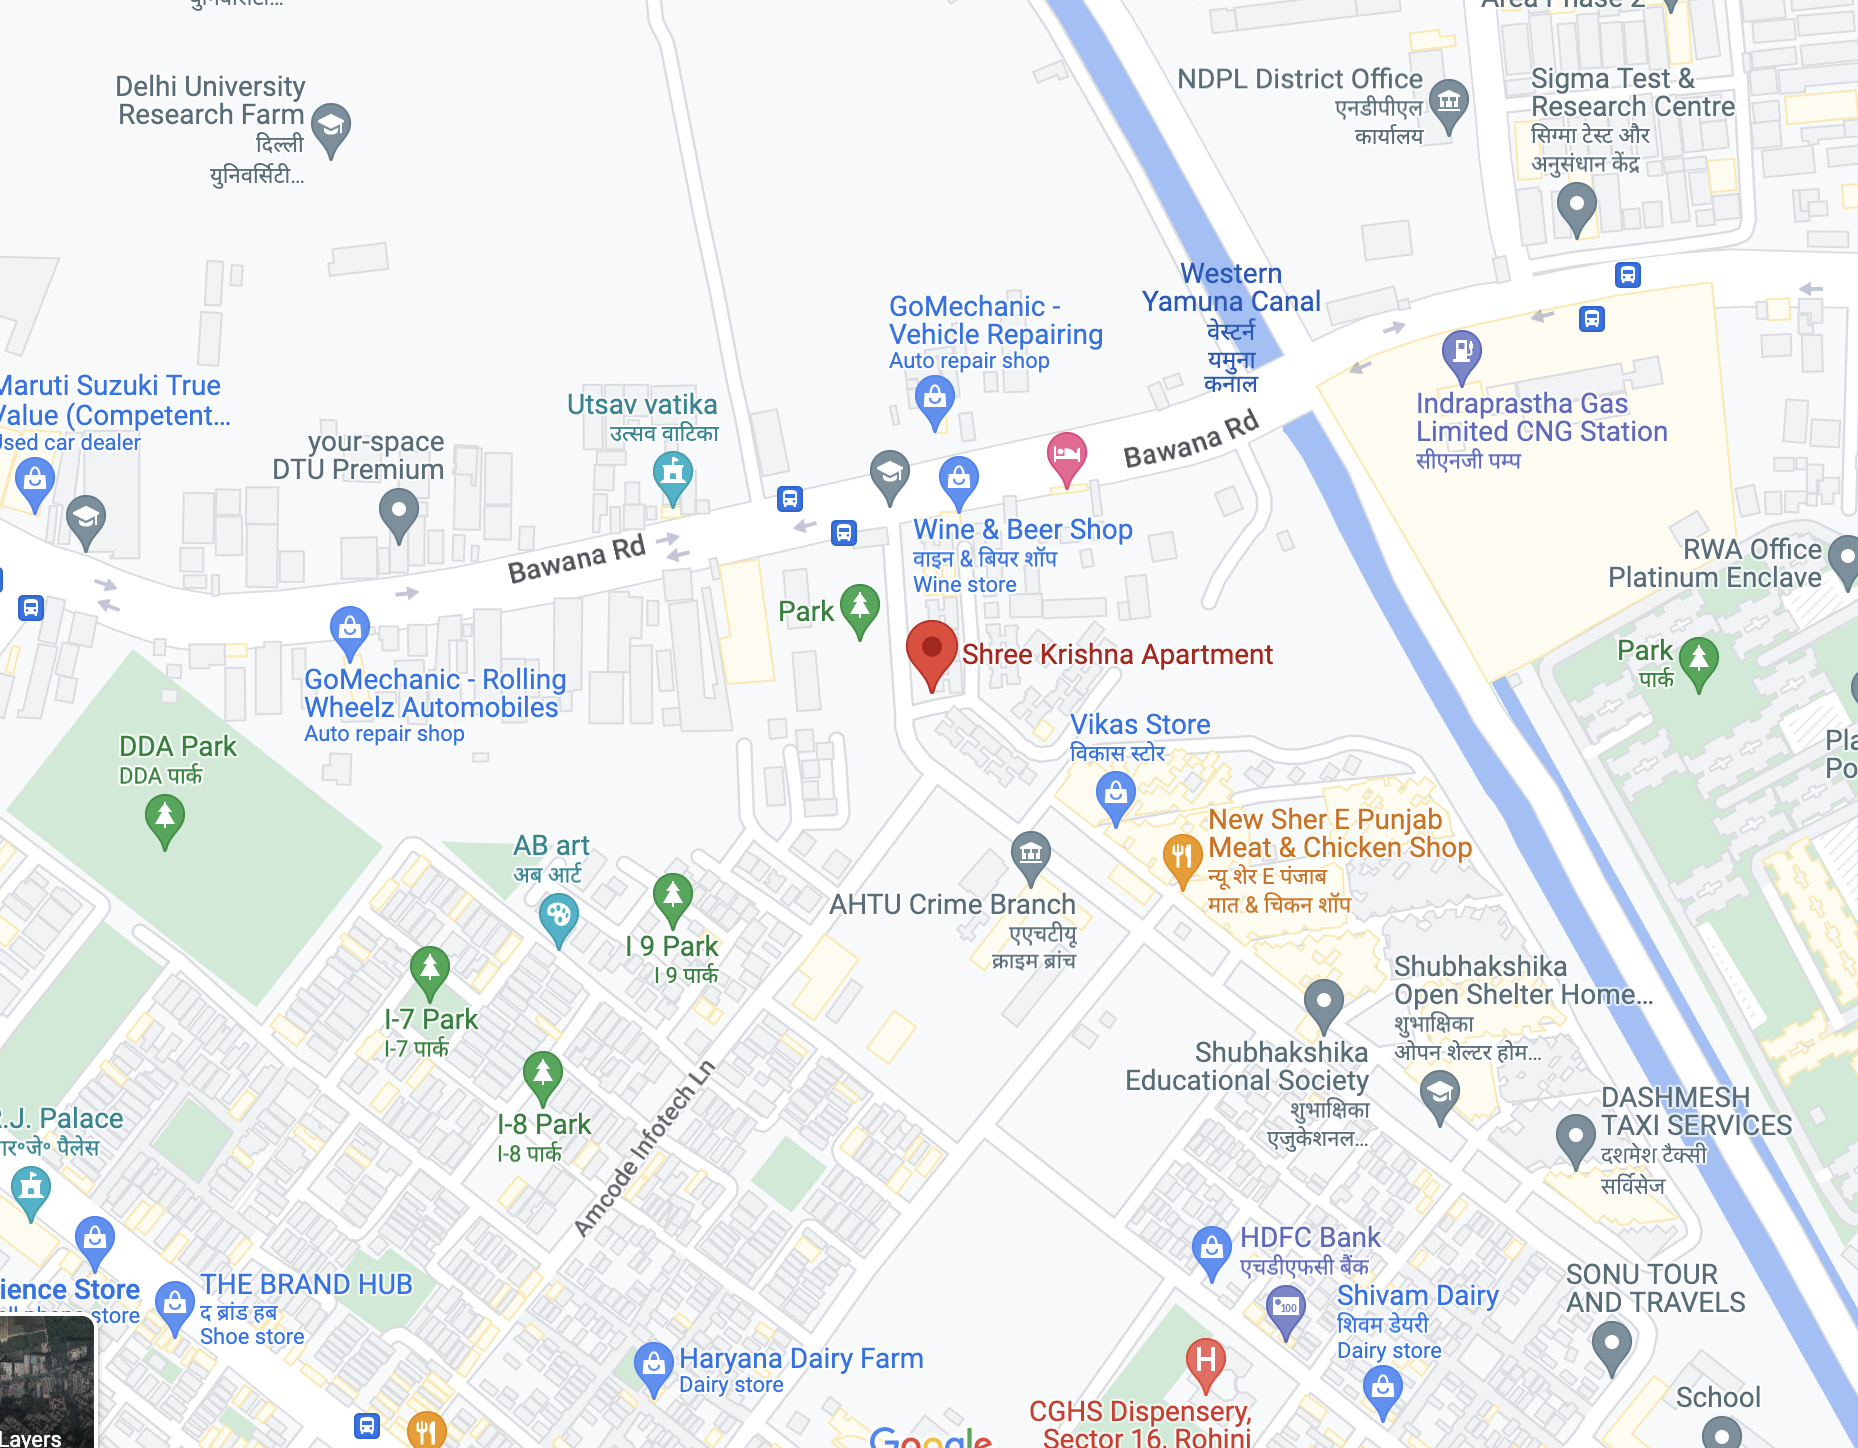 Area Phase 2
Delhi University
Research Farm
दिल्ली
युनिवर्सिटी...
NDPL District Office
एनडीपीएल
कार्यालय
Sigma Test &
Research Centre
सिग्मा टेस्ट और
अनुसंधान केंद्र
Western
Yamuna Canal
वेस्टर्न
यमुना
कनाल
GoMechanic -
Vehicle Repairing
Auto repair shop
Maruti Suzuki True
Value (Competent...
Used car dealer
Utsav vatika
उत्सव वाटिका
your-space
DTU Premium
Bawana Rd
Indraprastha Gas
Limited CNG Station
सीएनजी पम्प
Bawana Rd
Wine & Beer Shop
वाइन & बियर शॉप
Wine store
RWA Office
Platinum Enclave
Park
Shree Krishna Apartment
Park
पार्क
GoMechanic - Rolling
Wheelz Automobiles
Auto repair shop
Vikas Store
विकास स्टोर
DDA Park
DDA पार्क
Pla
Po
New Sher E Punjab
Meat & Chicken Shop
न्यू शेर E पंजाब
मात & चिकन शॉप
AB art
अब आर्ट
AHTU Crime Branch
एएचटीयू
क्राइम ब्रांच
I 9 Park
I 9 पार्क
Shubhakshika
Open Shelter Home...
शुभाक्षिका
ओपन शेल्टर होम...
I-7 Park
I-7 पार्क
Shubhakshika
Educational Society
शुभाक्षिका
एजुकेशनल...
Amcode Infotech Ln
I-8 Park
I-8 पार्क
DASHMESH
TAXI SERVICES
दशमेश टैक्सी
सर्विसेज
R.J. Palace
आर॰जे॰ पैलेस
HDFC Bank
एचडीएफसी बैंक
100
ience Store
store
THE BRAND HUB
द ब्रांड हब
Shoe store
SONU TOUR
AND TRAVELS
Shivam Dairy
शिवम डेयरी
Dairy store
Haryana Dairy Farm
Dairy store
H
CGHS Dispensery,
Sector 16, Rohini
School
Layers
Google